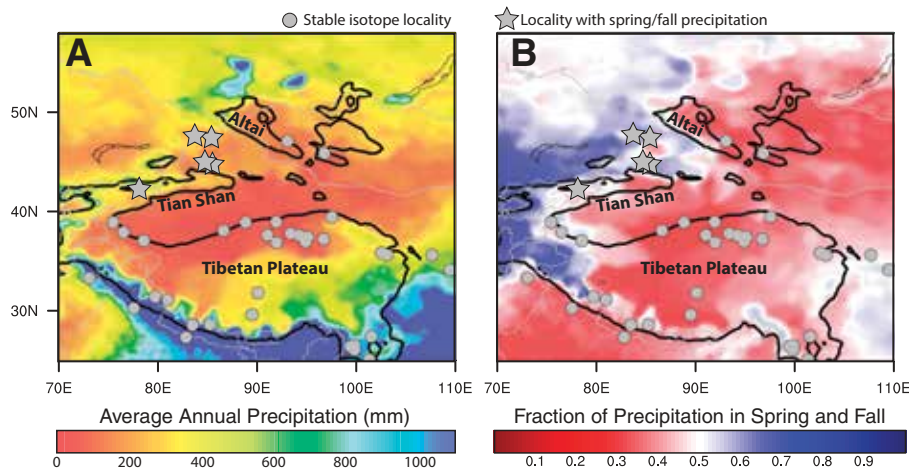 Stable isotope locality
Locality with spring/fall precipitation
A
B
50N
40N
30N
Altai
Tian Shan
Tibetan Plateau
Altai
Tian Shan
Tibetan Plateau
70E 80E 90E 100E 110E
70E 80E 90E 100E 110E
Average Annual Precipitation (mm)
Fraction of Precipitation in Spring and Fall
0 200 400 600 800 1000
0.1 0.2 0.3 0.4 0.5 0.6 0.7 0.8 0.9